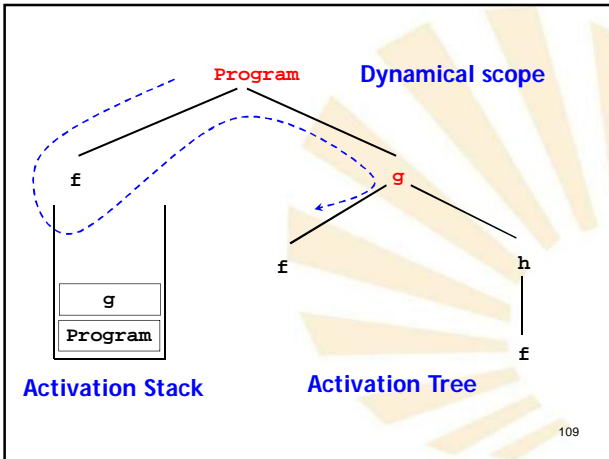 Program
Dynamical scope
f
g
f
h
g
Program
f
Activation Stack
Activation Tree
109